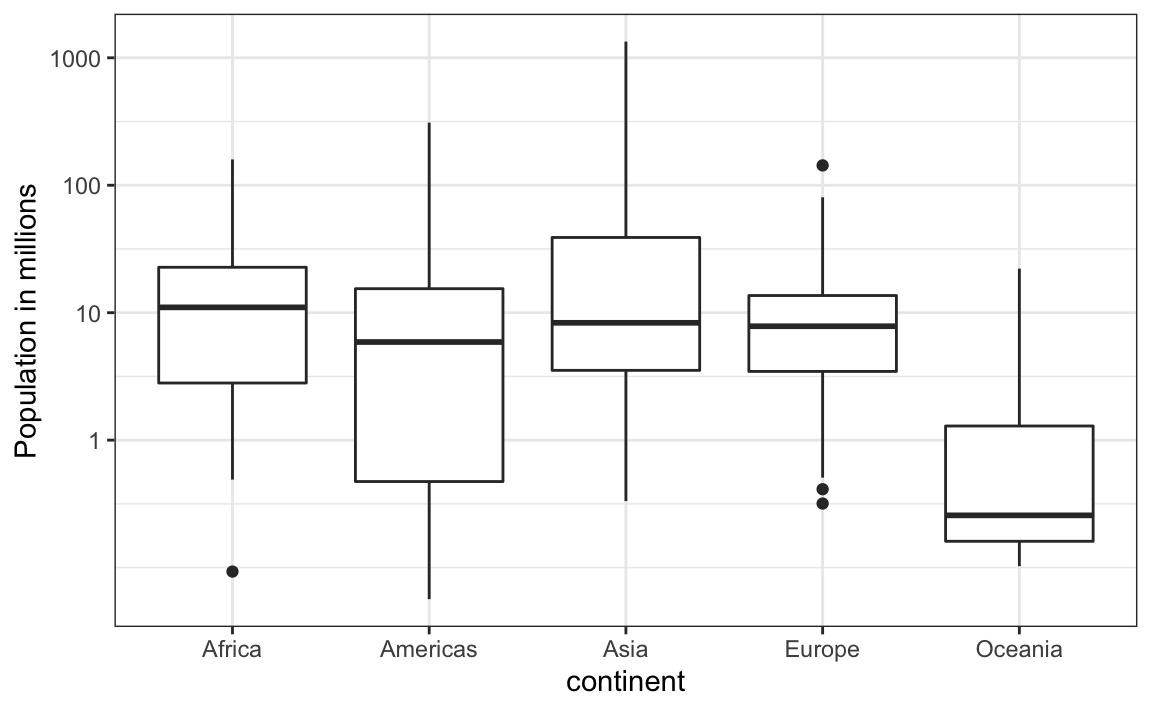 Population in millions
1000
100
10
1
Africa
Americas
Asia
Europe
Oceania
continent